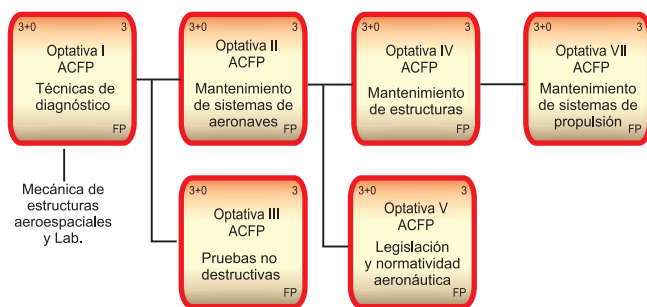 3+0 3
Optativa I
ACFP
Técnicas de
diagnóstico
FP
3+0 3
Optativa II
ACFP
Mantenimiento
de sistemas de
aeronaves
FP
3+0 3
Optativa IV
ACFP
Mantenimiento
de estructuras
FP
3+0 3
Optativa VII
ACFP
Mantenimiento
de sistemas de
propulsión
FP
Mecánica de
estructuras
aeroespaciales
y Lab.
3+0 3
Optativa III
ACFP
Pruebas no
destructivas
FP
3+0 3
Optativa V
ACFP
Legislación
y normatividad
aeronáutica
FP